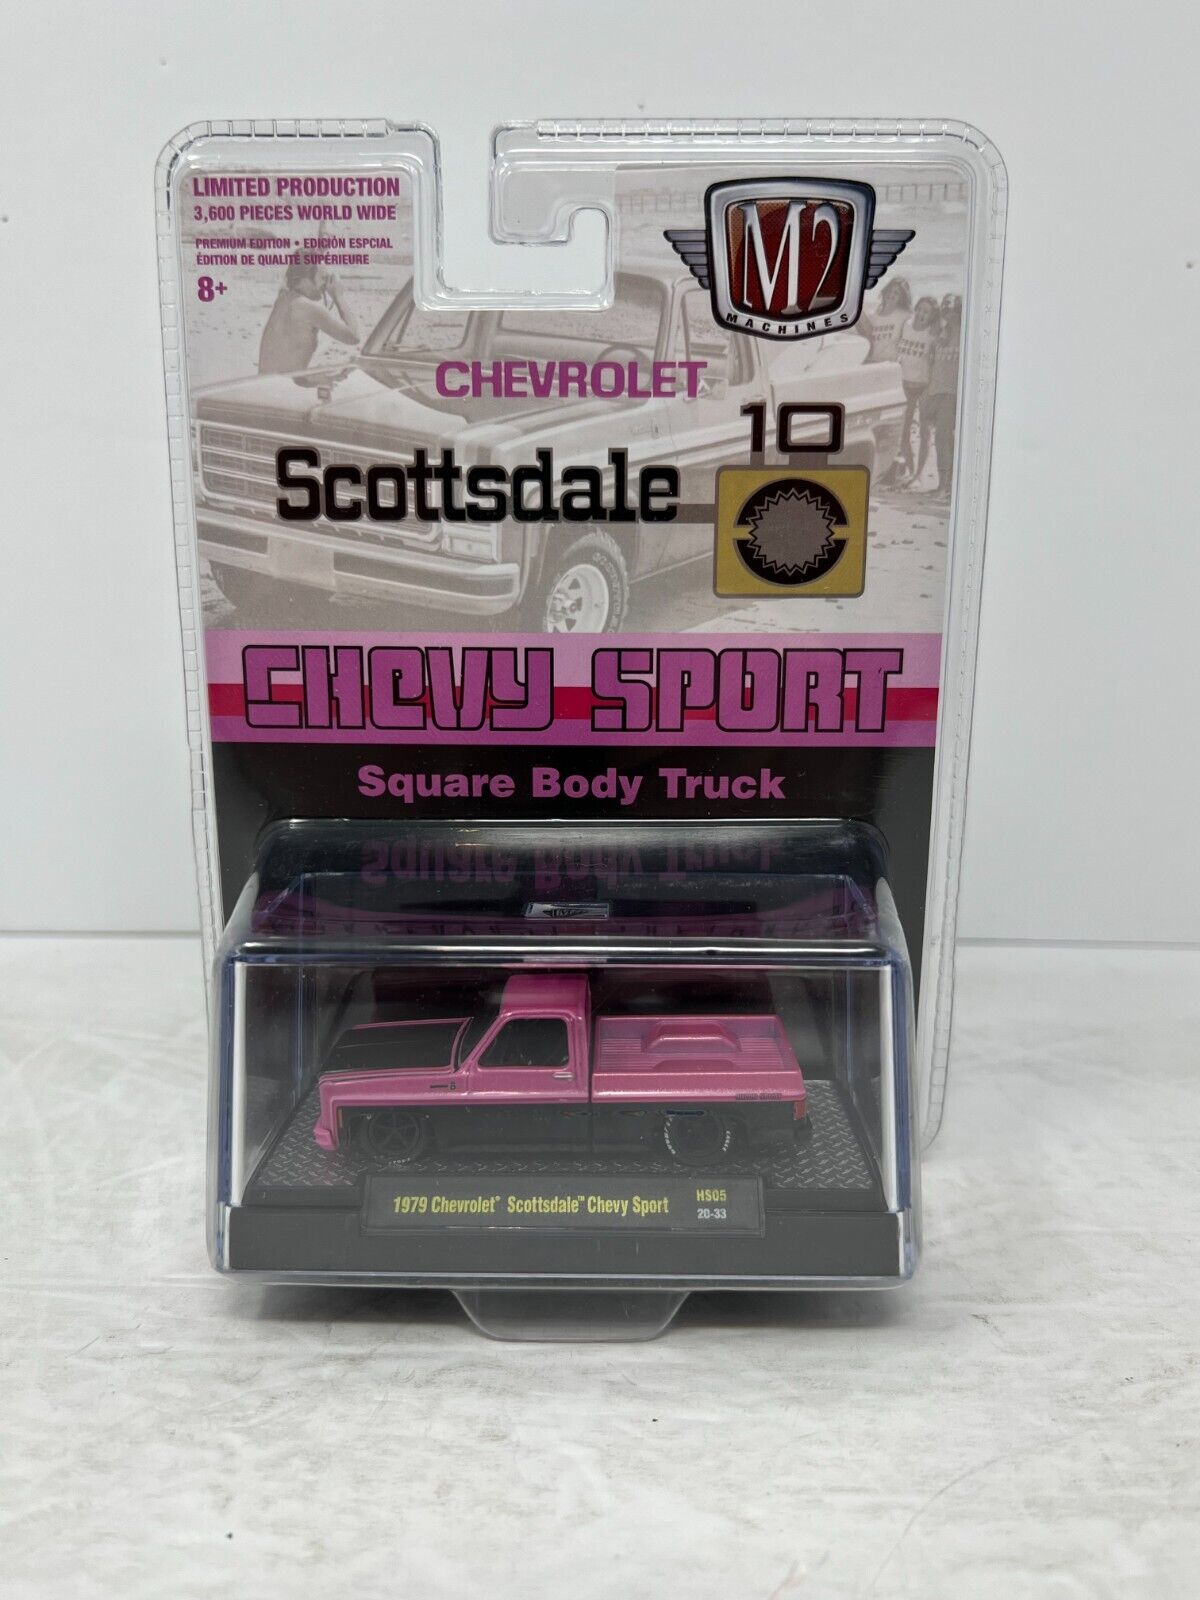 LIMITED PRODUCTION
3,600 PIECES WORLD WIDE
PREMIUM EDITION • EDICIÓN ESPCIAL
ÉDITION DE QUALITÉ SUPÉRIEURE
8+
M2
MACHINES
CHEVROLET
10
Scottsdale
CHEVY SPORT
Square Body Truck
1979 Chevrolet® Scottsdale™ Chevy Sport
HS05
20-33